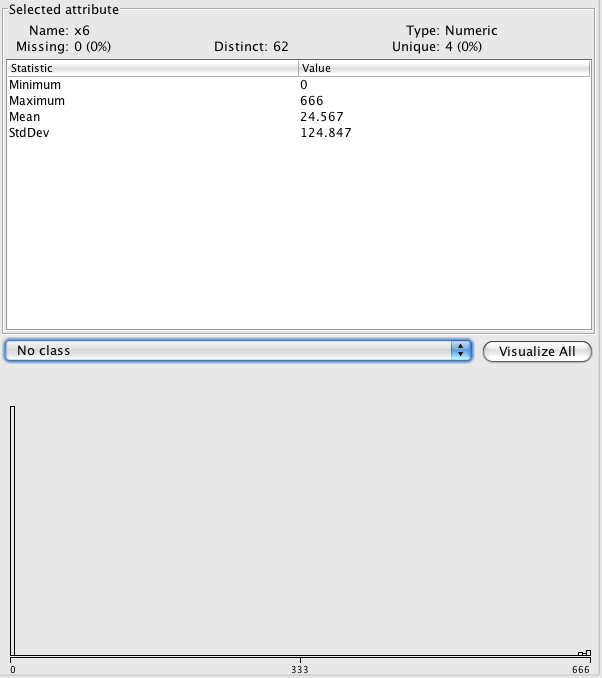 Selected attribute
Name: x6 Type: Numeric
Missing: 0 (0%) Distinct: 62 Unique: 4 (0%)
Statistic Value
Minimum 0
Maximum 666
Mean 24.567
StdDev 124.847
No class Visualize All
0 333 666